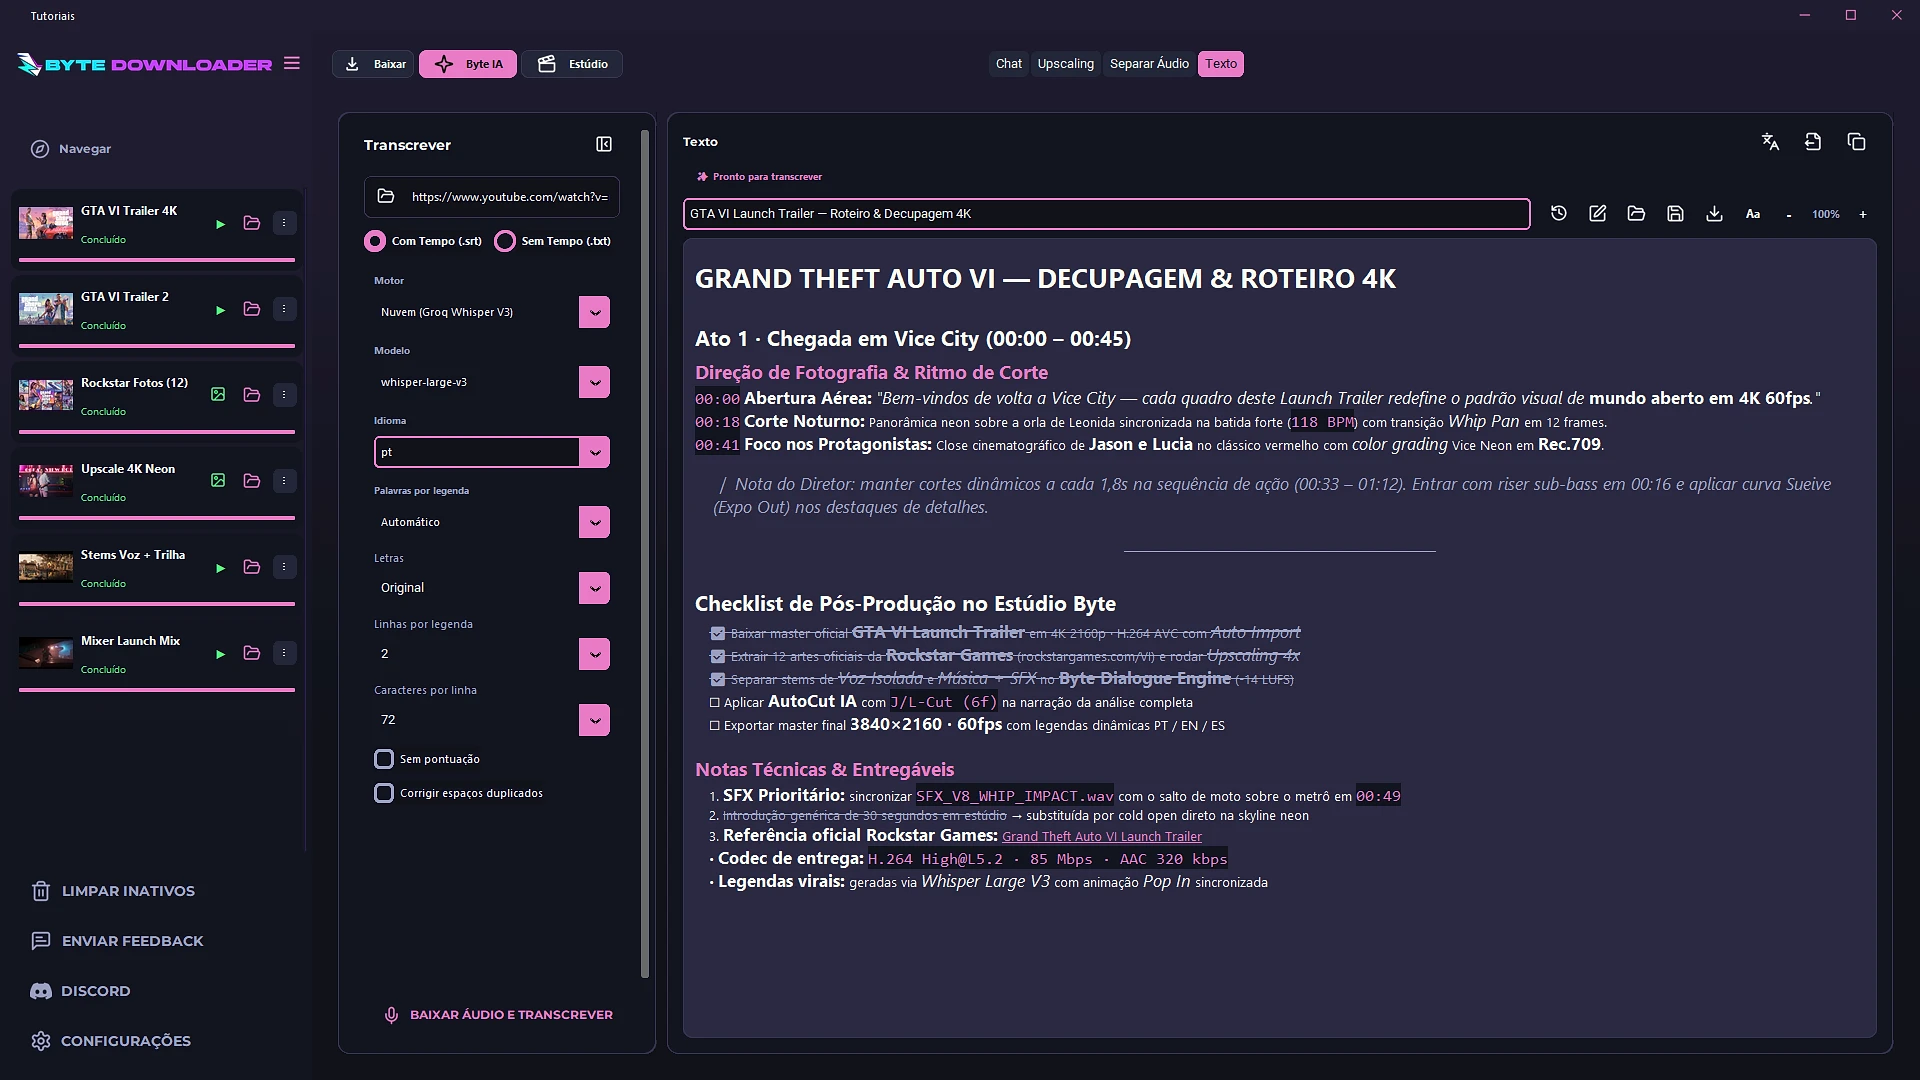 Tutoriais
BYTE DOWNLOADER
Baixar
Byte IA
Estúdio
Chat
Upscaling
Separar Áudio
Texto
Navegar
GTA VI Trailer 4K
Concluído
GTA VI Trailer 2
Concluído
Rockstar Fotos (12)
Concluído
Upscale 4K Neon
Concluído
Stems Voz + Trilha
Concluído
Mixer Launch Mix
Concluído
LIMPAR INATIVOS
ENVIAR FEEDBACK
DISCORD
CONFIGURAÇÕES
Transcrever
https://www.youtube.com/watch?v=
Com Tempo (.srt)
Sem Tempo (.txt)
Motor
Nuvem (Groq Whisper V3)
Modelo
whisper-large-v3
Idioma
pt
Palavras por legenda
Automático
Letras
Original
Linhas por legenda
2
Caracteres por linha
72
Sem pontuação
Corrigir espaços duplicados
BAIXAR ÁUDIO E TRANSCREVER
Texto
Pronto para transcrever
GTA VI Launch Trailer — Roteiro & Decupagem 4K
Aa
- 100% +
GRAND THEFT AUTO VI — DECUPAGEM & ROTEIRO 4K
Ato 1 · Chegada em Vice City (00:00 – 00:45)
Direção de Fotografia & Ritmo de Corte
00:00 Abertura Aérea: "Bem-vindos de volta a Vice City — cada quadro deste Launch Trailer redefine o padrão visual de mundo aberto em 4K 60fps."
00:18 Corte Noturno: Panorâmica neon sobre a orla de Leonida sincronizada na batida forte (118 BPM) com transição Whip Pan em 12 frames.
00:41 Foco nos Protagonistas: Close cinematográfico de Jason e Lucia no clássico vermelho com color grading Vice Neon em Rec.709.
| Nota do Diretor: manter cortes dinâmicos a cada 1,8s na sequência de ação (00:33 – 01:12). Entrar com riser sub-bass em 00:16 e aplicar curva Sueive
(Expo Out) nos destaques de detalhes.
Checklist de Pós-Produção no Estúdio Byte
☑ Baixar master oficial GTA VI Launch Trailer em 4K 2160p · H.264 AVC com Auto Import
☑ Extrair 12 artes oficiais da Rockstar Games (rockstargames.com/VI) e rodar Upscaling 4x
☑ Separar stems de Voz Isolada e Música + SFX no Byte Dialogue Engine (-14 LUFS)
☐ Aplicar AutoCut IA com J/L-Cut (6f) na narração da análise completa
☐ Exportar master final 3840×2160 · 60fps com legendas dinâmicas PT / EN / ES
Notas Técnicas & Entregáveis
1. SFX Prioritário: sincronizar SFX_V8_WHIP_IMPACT.wav com o salto de moto sobre o metrô em 00:49
2. Introdução genérica de 30 segundos em estúdio → substituída por cold open direto na skyline neon
3. Referência oficial Rockstar Games: Grand Theft Auto VI Launch Trailer
• Codec de entrega: H.264 High@L5.2 · 85 Mbps · AAC 320 kbps
• Legendas virais: geradas via Whisper Large V3 com animação Pop In sincronizada